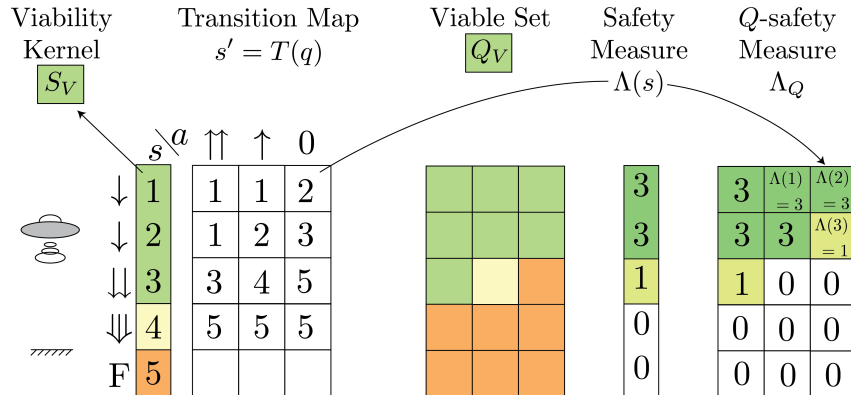 Viability Transition Map Viable Set Safety Q-safety
Kernel s′ = T(q) Q_V Measure Measure
S_V Λ(s) Λ_Q
s\a ⇈ ↑ 0
↓ 1 1 1 2 3 3 Λ(1) = 3 Λ(2) = 3
↓ 2 1 2 3 3 3 3 Λ(3) = 1
⇊ 3 3 4 5 1 1 0 0
⇊↓ 4 5 5 5 0 0 0 0
F 5 0 0 0 0